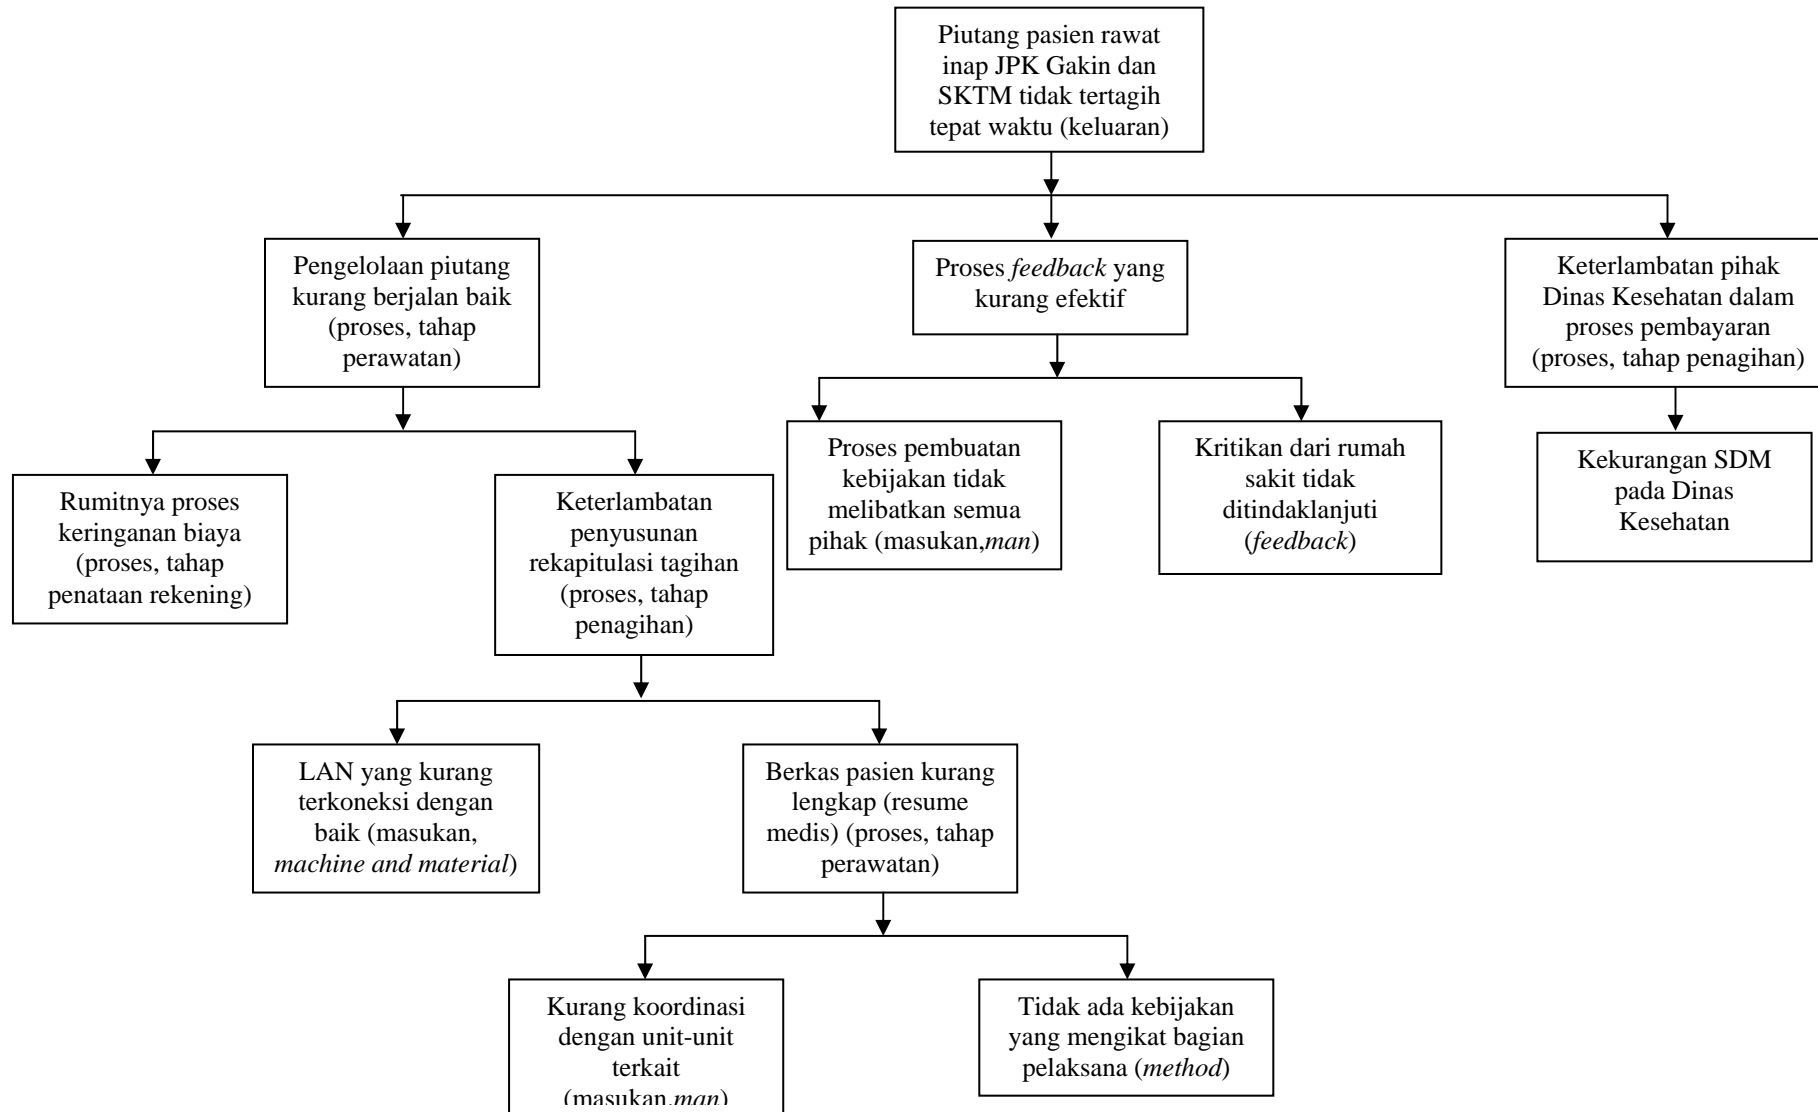 Piutang pasien rawat
inap JPK Gakin dan
SKTM tidak tertagih
tepat waktu (keluaran)
Pengelolaan piutang
kurang berjalan baik
(proses, tahap
perawatan)
Proses feedback yang
kurang efektif
Keterlambatan pihak
Dinas Kesehatan dalam
proses pembayaran
(proses, tahap penagihan)
Rumitnya proses
keringanan biaya
(proses, tahap
penataan rekening)
Keterlambatan
penyusunan
rekapitulasi tagihan
(proses, tahap
penagihan)
Proses pembuatan
kebijakan tidak
melibatkan semua
pihak (masukan,man)
Kritikan dari rumah
sakit tidak
ditindaklanjuti
(feedback)
Kekurangan SDM
pada Dinas
Kesehatan
LAN yang kurang
terkoneksi dengan
baik (masukan,
machine and material)
Berkas pasien kurang
lengkap (resume
medis) (proses, tahap
perawatan)
Kurang koordinasi
dengan unit-unit
terkait
(masukan,man)
Tidak ada kebijakan
yang mengikat bagian
pelaksana (method)